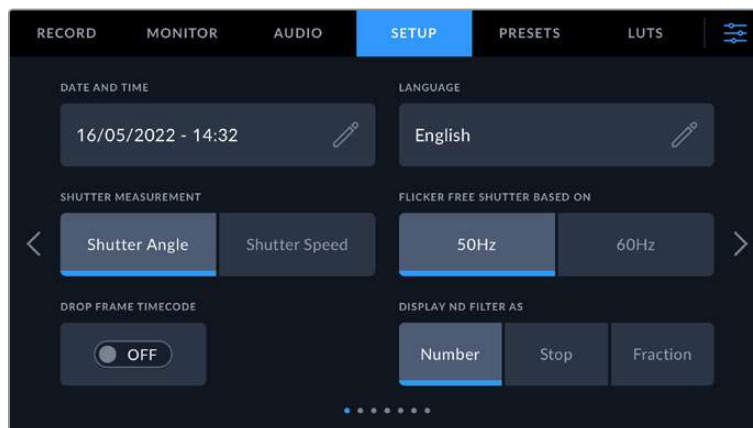 RECORD MONITOR AUDIO SETUP PRESETS LUTS
DATE AND TIME LANGUAGE
16/05/2022 - 14:32 English
SHUTTER MEASUREMENT FLICKER FREE SHUTTER BASED ON
Shutter Angle Shutter Speed 50Hz 60Hz
DROP FRAME TIMECODE DISPLAY ND FILTER AS
OFF Number Stop Fraction